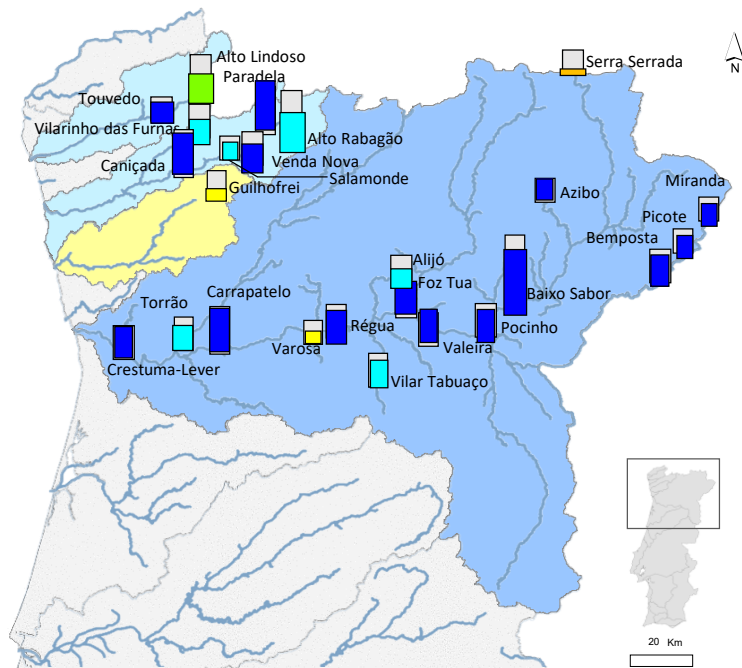 Alto Lindoso
Serra Serrada
N
Paradela
Touvedo
Vilarinho das Furnas
Alto Rabagão
Caniçada
Venda Nova
Salamonde
Guilhofrei
Azibo
Miranda
Picote
Bemposta
Alijó
Foz Tua
Baixo Sabor
Torrão
Carrapatelo
Régua
Pocinho
Varosa
Valeira
Crestuma-Lever
Vilar Tabuaço
20 Km